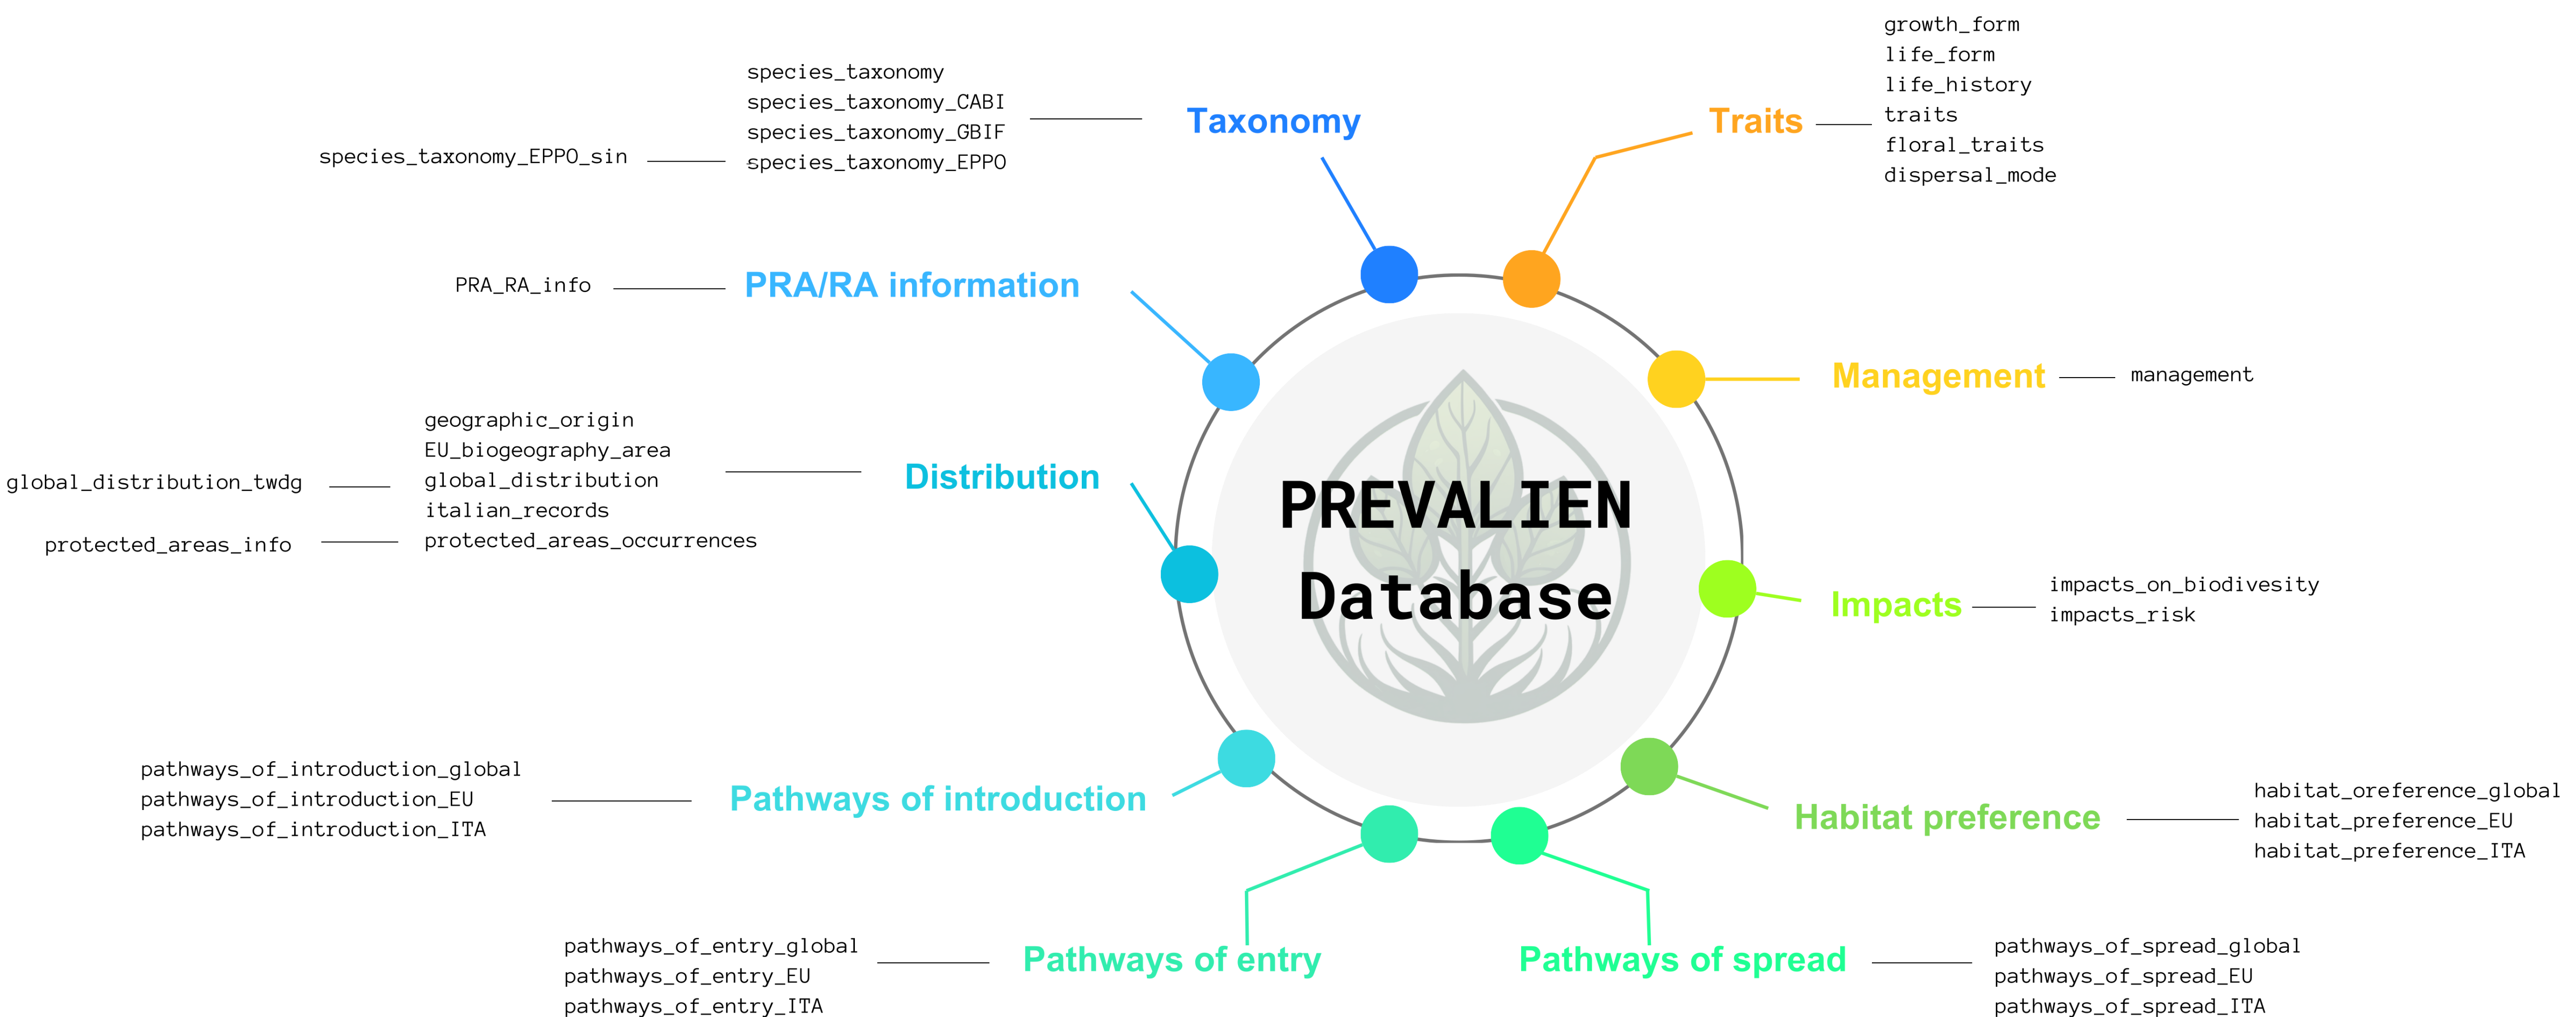 species_taxonomy
species_taxonomy_CABI
species_taxonomy_GBIF
species_taxonomy_EPPO
species_taxonomy_EPPO_sin
Taxonomy
PRA_RA_info
PRA/RA information
geographic_origin
EU_biogeography_area
global_distribution
italian_records
protected_areas_occurrences
global_distribution_twdg
protected_areas_info
Distribution
pathways_of_introduction_global
pathways_of_introduction_EU
pathways_of_introduction_ITA
Pathways of introduction
pathways_of_entry_global
pathways_of_entry_EU
pathways_of_entry_ITA
Pathways of entry
PREVALIEN
Database
Traits
growth_form
life_form
life_history
traits
floral_traits
dispersal_mode
Management
management
Impacts
impacts_on_biodivesity
impacts_risk
Habitat preference
habitat_oreference_global
habitat_preference_EU
habitat_preference_ITA
Pathways of spread
pathways_of_spread_global
pathways_of_spread_EU
pathways_of_spread_ITA